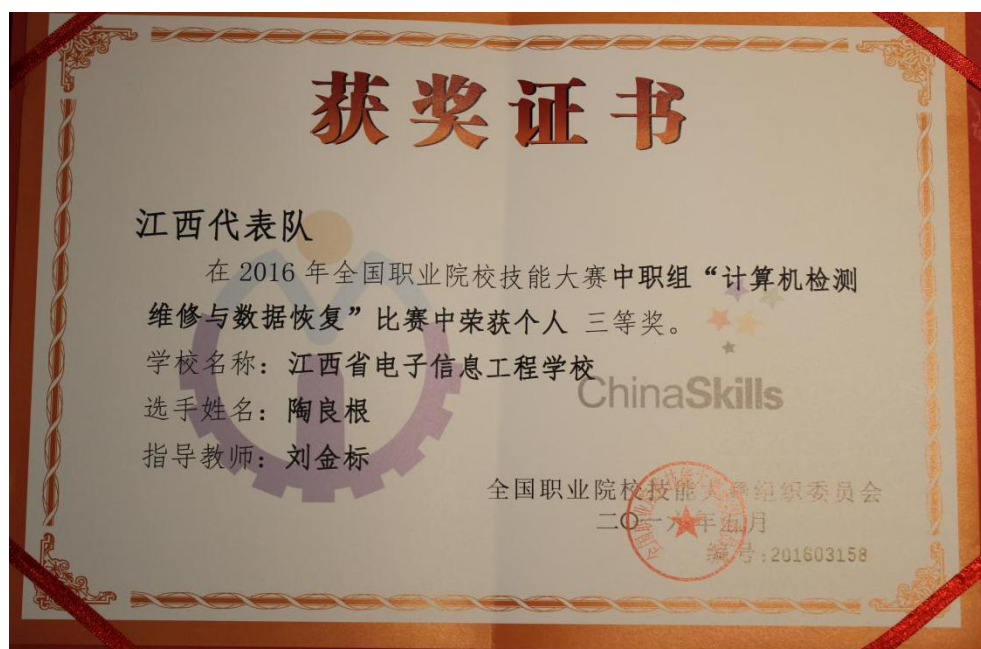 获奖证书
江西代表队
在 2016 年全国职业院校技能大赛中职组“计算机检测
维修与数据恢复”比赛中荣获个人 三等奖。
学校名称：江西省电子信息工程学校
ChinaSkills
选手姓名：陶良根
指导教师：刘金标
全国职业院校技能大赛组织委员会
二〇一六年五月
编号:201603158